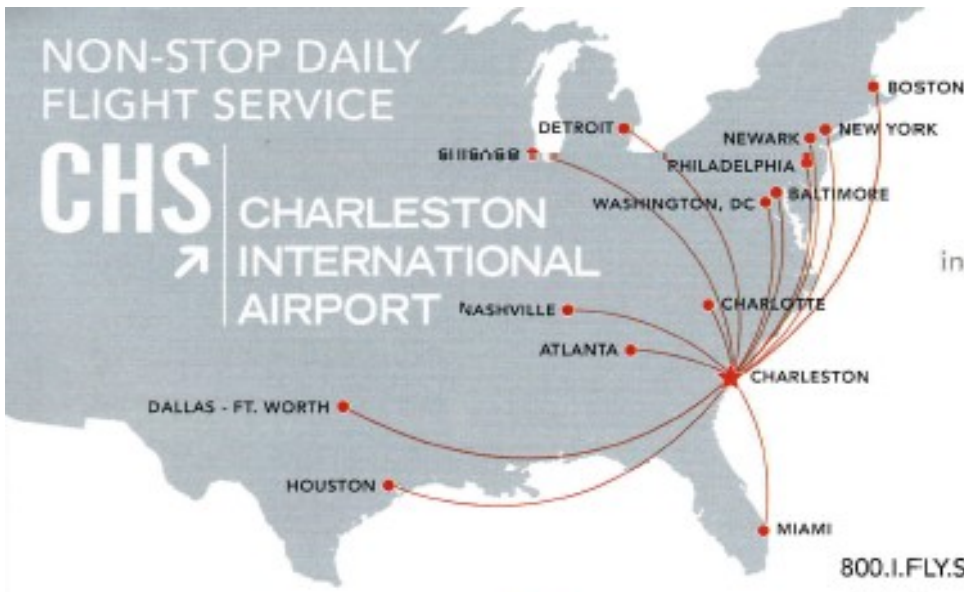 NON-STOP DAILY
FLIGHT SERVICE
CHS
CHARLESTON
INTERNATIONAL
AIRPORT
BOSTON
DETROIT
NEW YORK
NEWARK
PHILADELPHIA
BALTIMORE
WASHINGTON, DC
in
CHARLOTTE
NASHVILLE
ATLANTA
CHARLESTON
DALLAS - FT. WORTH
HOUSTON
MIAMI
800.I.FLY.S